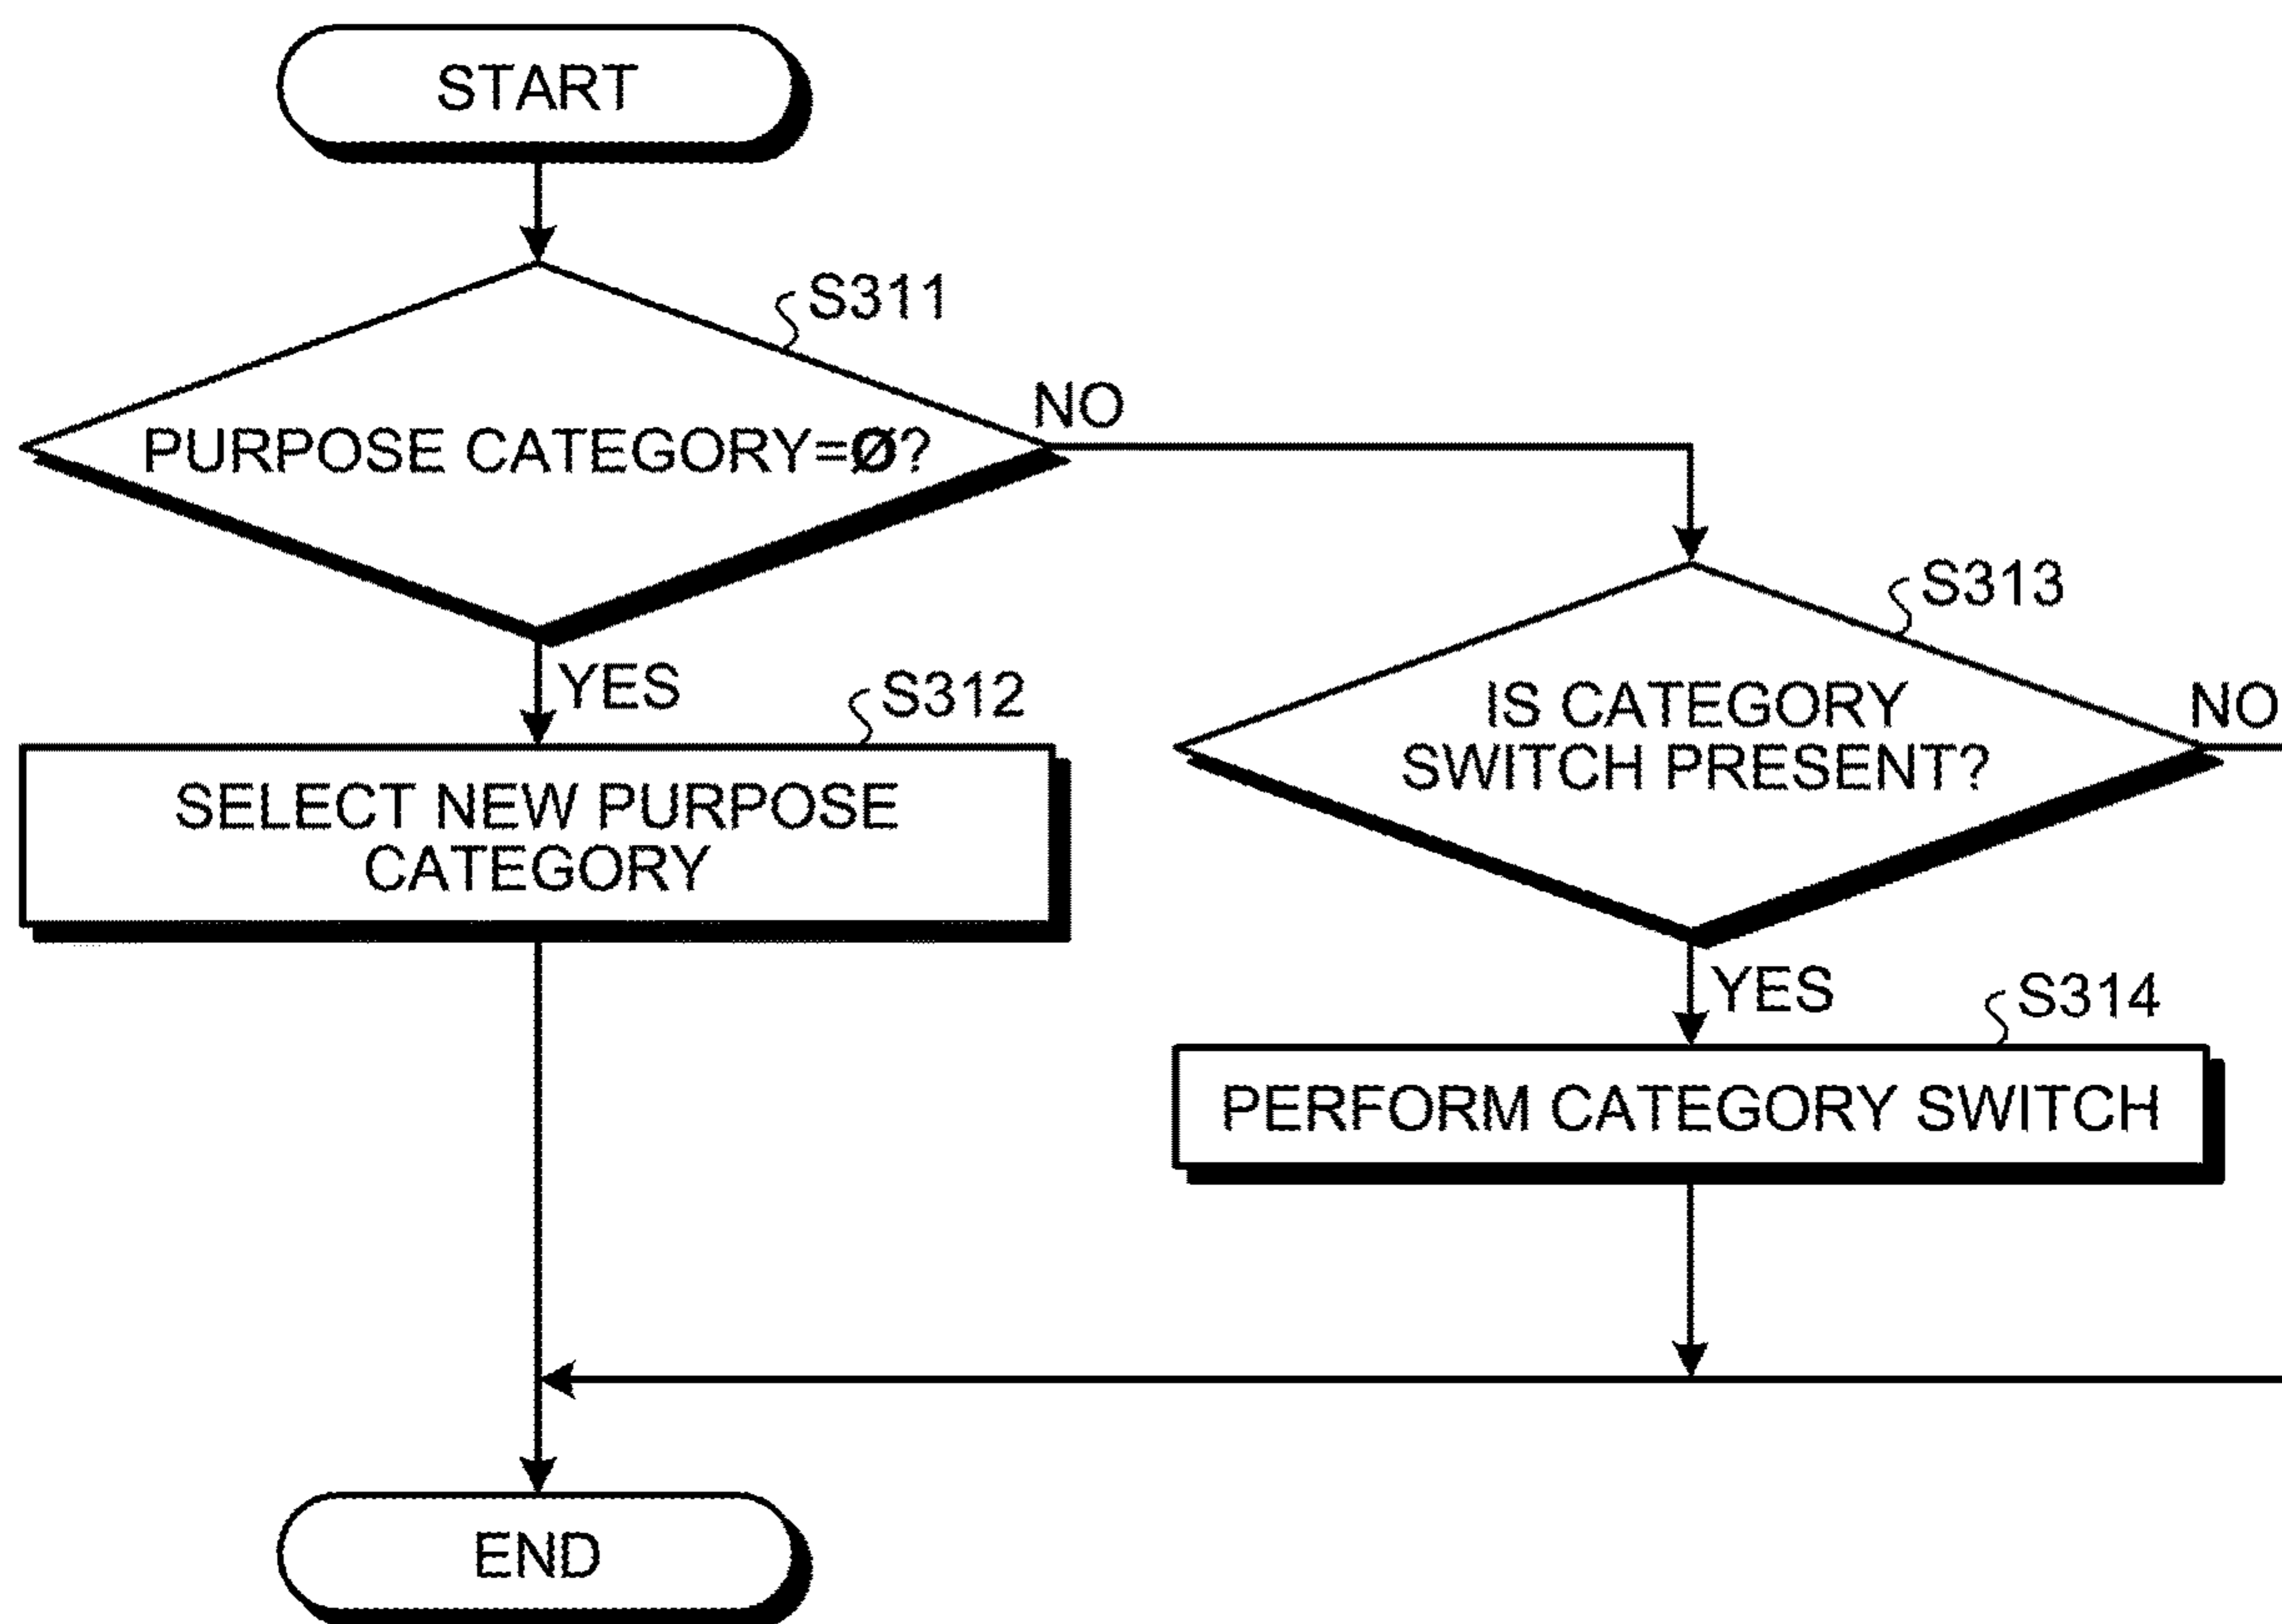 START
S311
PURPOSE CATEGORY=Ø?
NO
YES
S312
SELECT NEW PURPOSE
CATEGORY
S313
IS CATEGORY
SWITCH PRESENT?
NO
YES
S314
PERFORM CATEGORY SWITCH
END